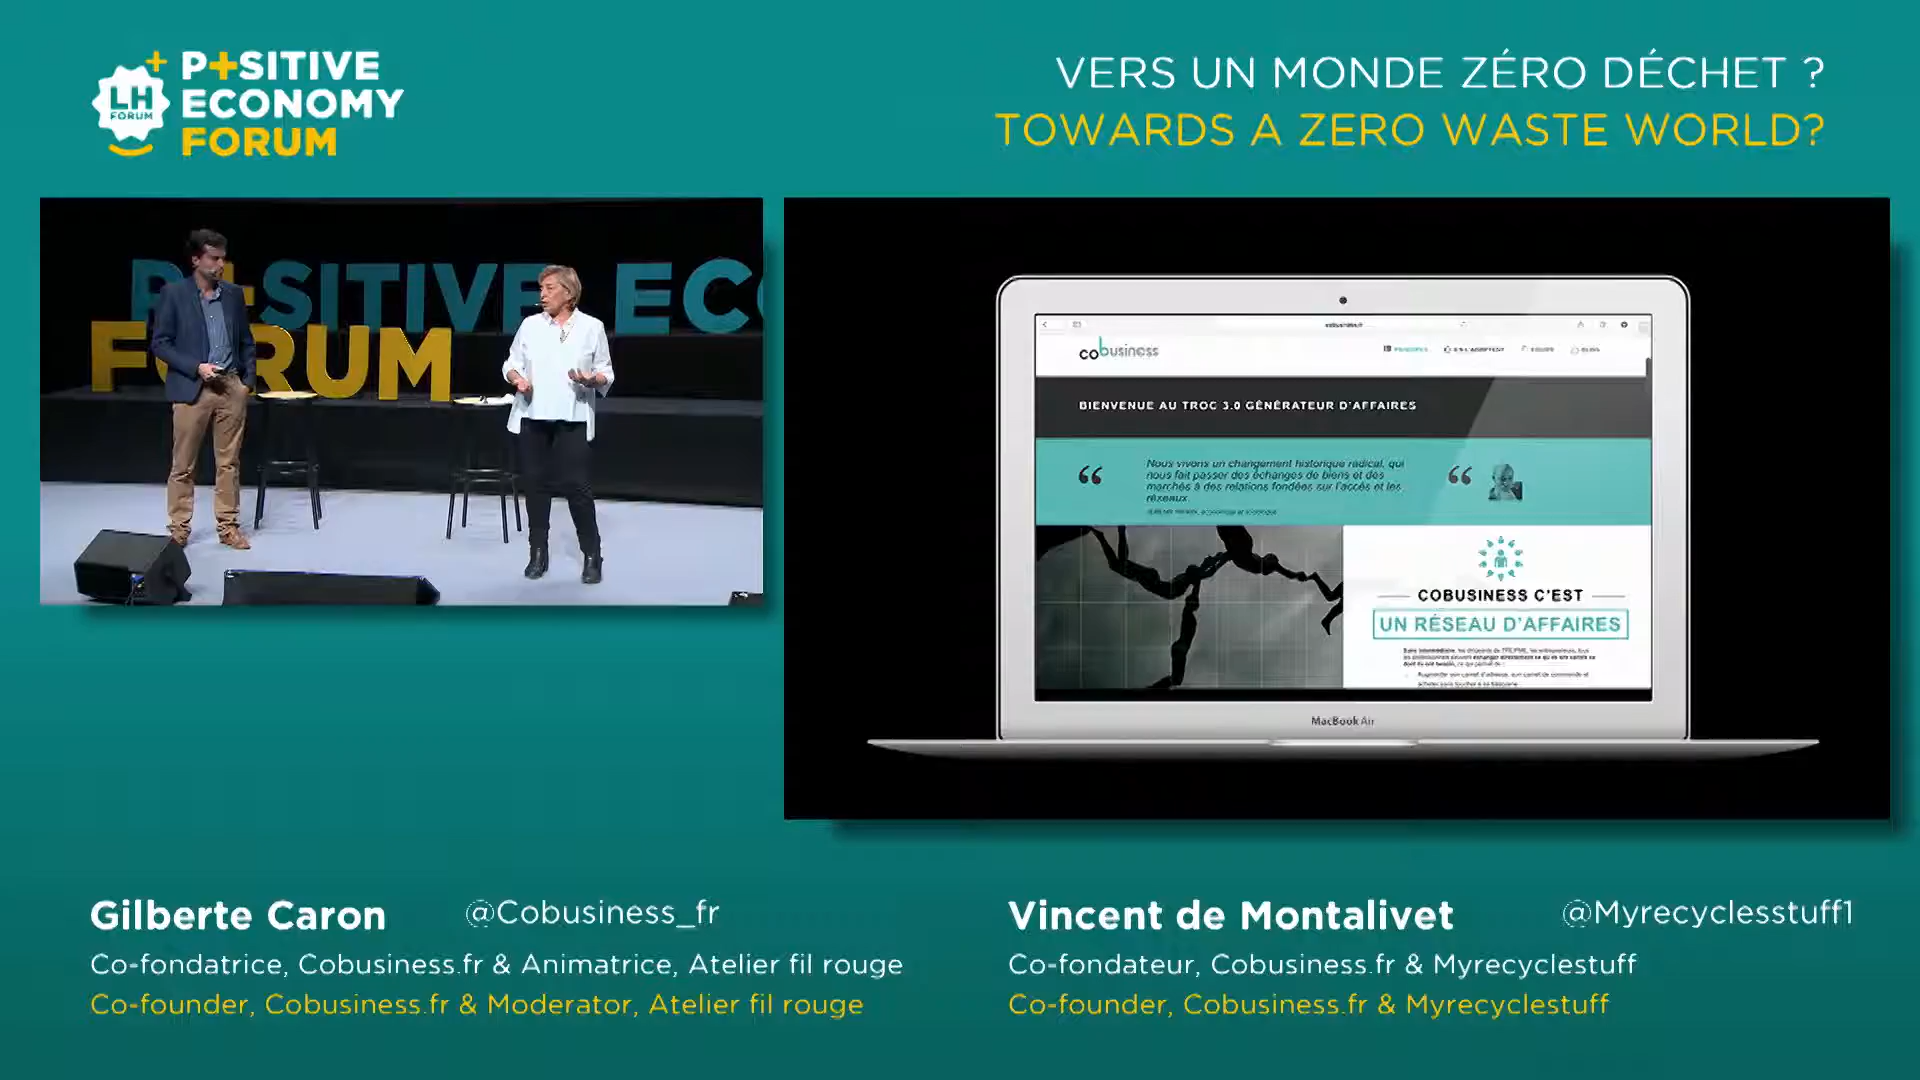 P+SITIVE
ECONOMY
FORUM
LH
FORUM
VERS UN MONDE ZÉRO DÉCHET ?
TOWARDS A ZERO WASTE WORLD?
P+SITIVE ECO
FORUM
cobusiness
BIENVENUE AU TROC 3.0 GÉNÉRATEUR D'AFFAIRES
Nous vivons un changement historique radical, qui
nous fait passer des échanges de biens et des
marchés à des relations fondées sur l'accès et les
réseaux.
COBUSINESS C'EST
UN RÉSEAU D'AFFAIRES
MacBook Air
Gilberte Caron @Cobusiness_fr
Co-fondatrice, Cobusiness.fr & Animatrice, Atelier fil rouge
Co-founder, Cobusiness.fr & Moderator, Atelier fil rouge
Vincent de Montalivet @Myrecyclesstuff1
Co-fondateur, Cobusiness.fr & Myrecyclestuff
Co-founder, Cobusiness.fr & Myrecyclestuff